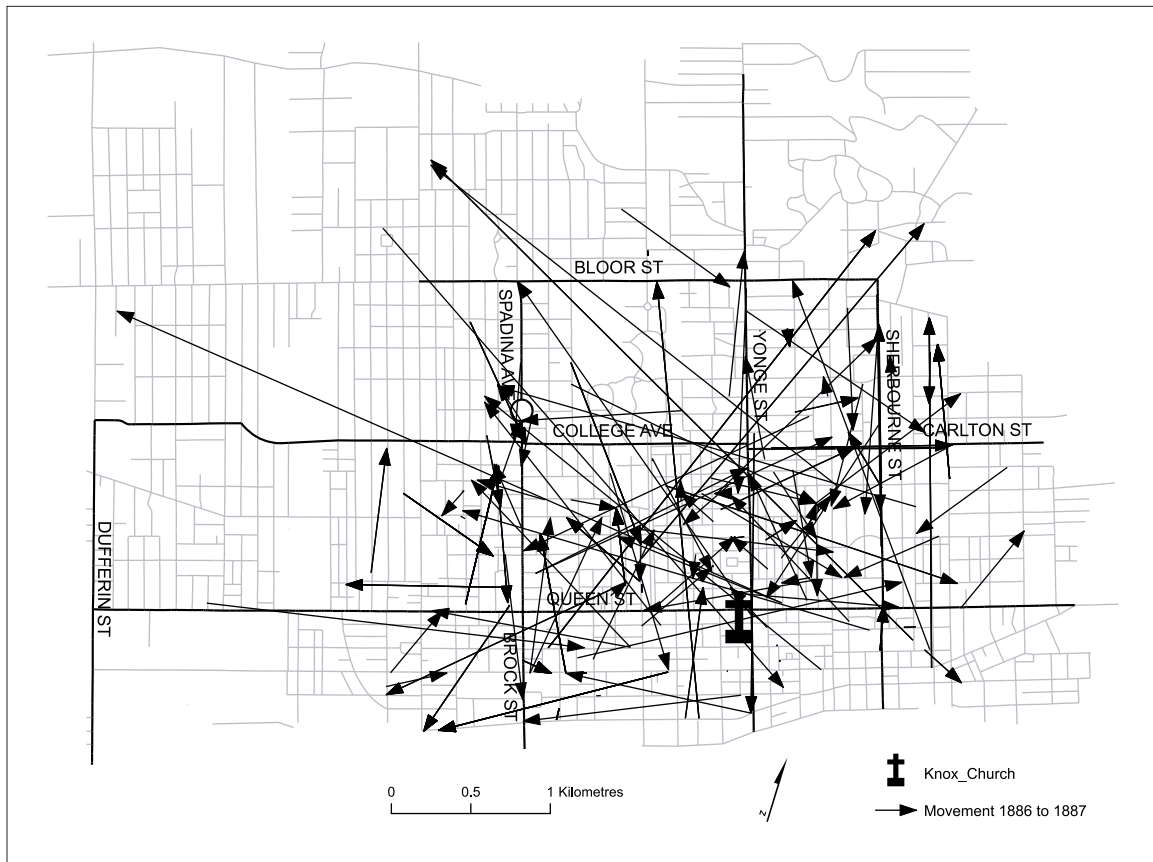 BLOOR ST
SPADINA AV
YONGE ST
SHERBOURNE ST
COLLEGE AVE
CARLTON ST
DUFFERIN ST
QUEEN ST
BROCK ST
0 0.5 1 Kilometres
z
Knox_Church
Movement 1886 to 1887